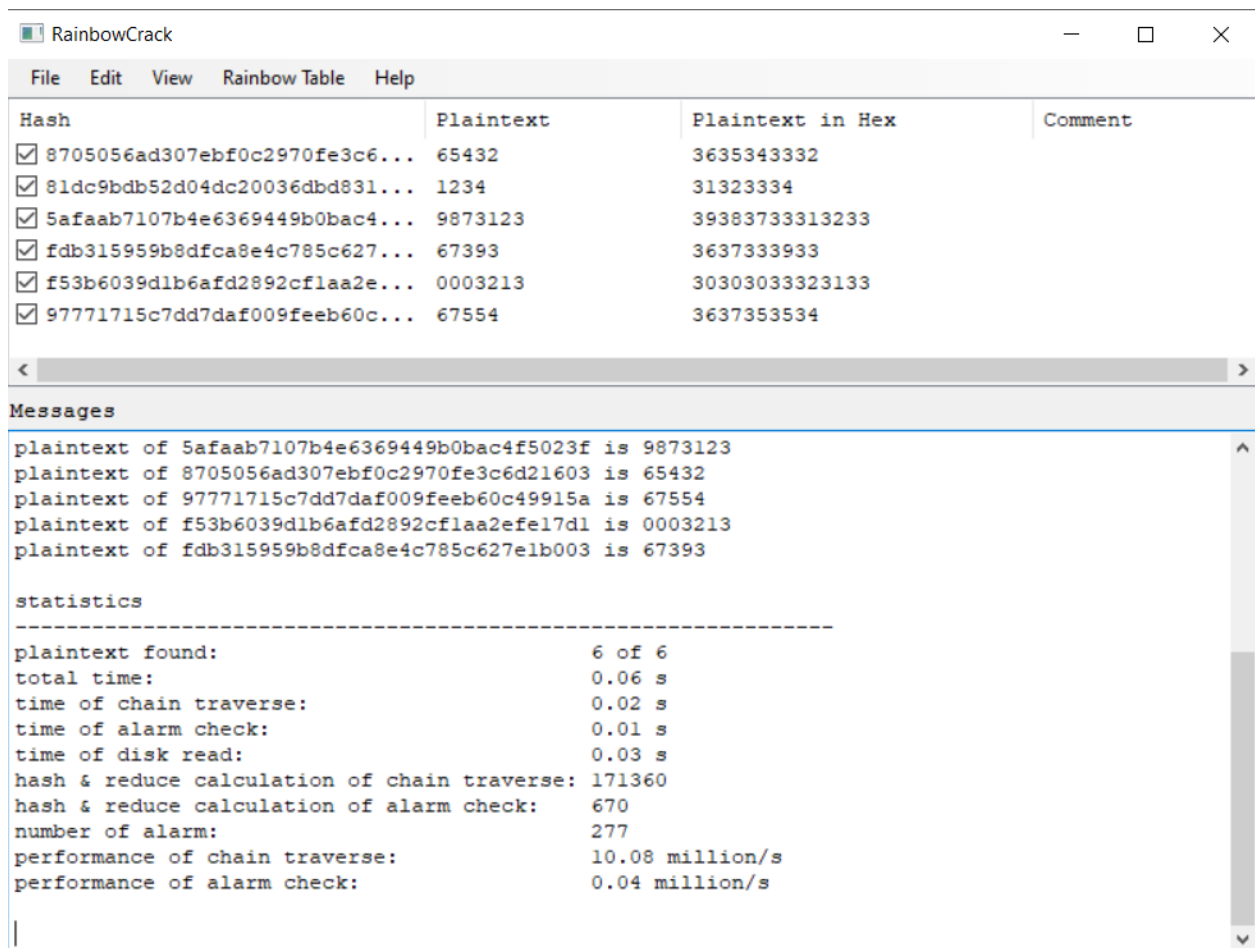 RainbowCrack
File Edit View Rainbow Table Help
Hash Plaintext Plaintext in Hex Comment
8705056ad307ebf0c2970fe3c6... 65432 3635343332
81dc9bdb52d04dc20036dbd831... 1234 31323334
5afaab7107b4e6369449b0bac4... 9873123 39383733313233
fdb315959b8dfca8e4c785c627... 67393 3637333933
f53b6039d1b6afd2892cf1aa2e... 0003213 30303033323133
97771715c7dd7daf009feeb60c... 67554 3637353534
Messages
plaintext of 5afaab7107b4e6369449b0bac4f5023f is 9873123
plaintext of 8705056ad307ebf0c2970fe3c6d21603 is 65432
plaintext of 97771715c7dd7daf009feeb60c49915a is 67554
plaintext of f53b6039d1b6afd2892cf1aa2efe17d1 is 0003213
plaintext of fdb315959b8dfca8e4c785c627e1b003 is 67393
statistics
----------------------------------------------------------------
plaintext found: 6 of 6
total time: 0.06 s
time of chain traverse: 0.02 s
time of alarm check: 0.01 s
time of disk read: 0.03 s
hash & reduce calculation of chain traverse: 171360
hash & reduce calculation of alarm check: 670
number of alarm: 277
performance of chain traverse: 10.08 million/s
performance of alarm check: 0.04 million/s